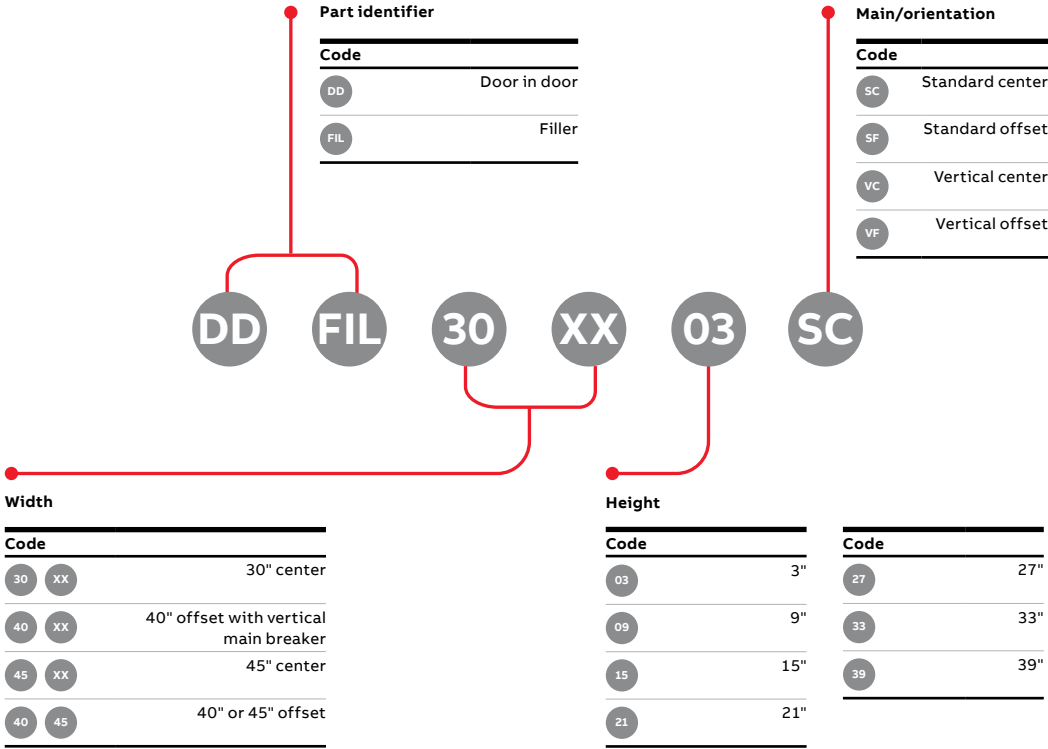 Part identifier
Code
DD Door in door
FIL Filler
Main/orientation
Code
SC Standard center
SF Standard offset
VC Vertical center
VF Vertical offset
DD FIL 30 XX 03 SC
Width
Code
30 XX 30" center
40 XX 40" offset with vertical
main breaker
45 XX 45" center
40 45 40" or 45" offset
Height
Code
03 3"
09 9"
15 15"
21 21"
Code
27 27"
33 33"
39 39"